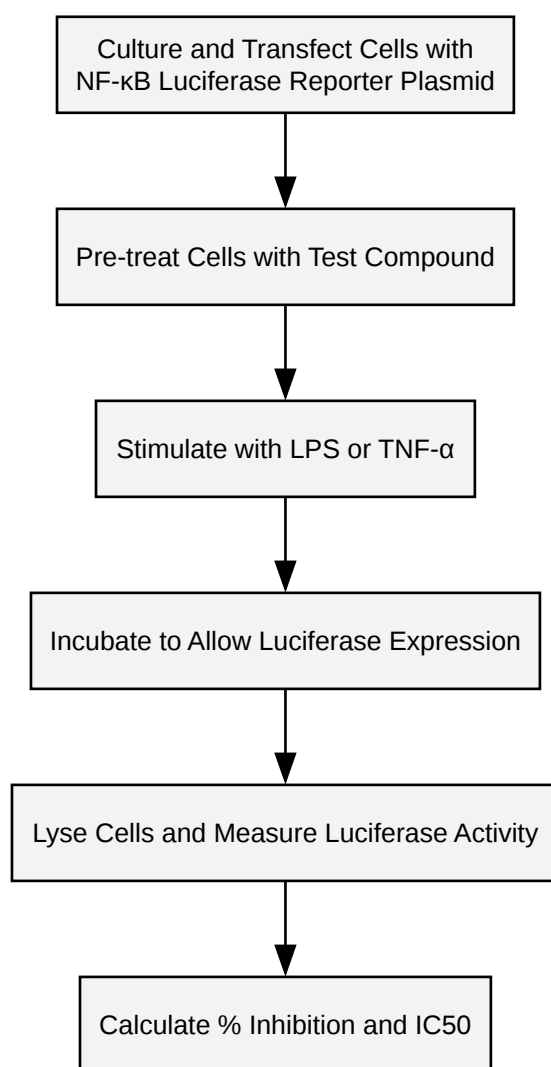 Culture and Transfect Cells with
NF-κB Luciferase Reporter Plasmid
Pre-treat Cells with Test Compound
Stimulate with LPS or TNF-α
Incubate to Allow Luciferase Expression
Lyse Cells and Measure Luciferase Activity
Calculate % Inhibition and IC50